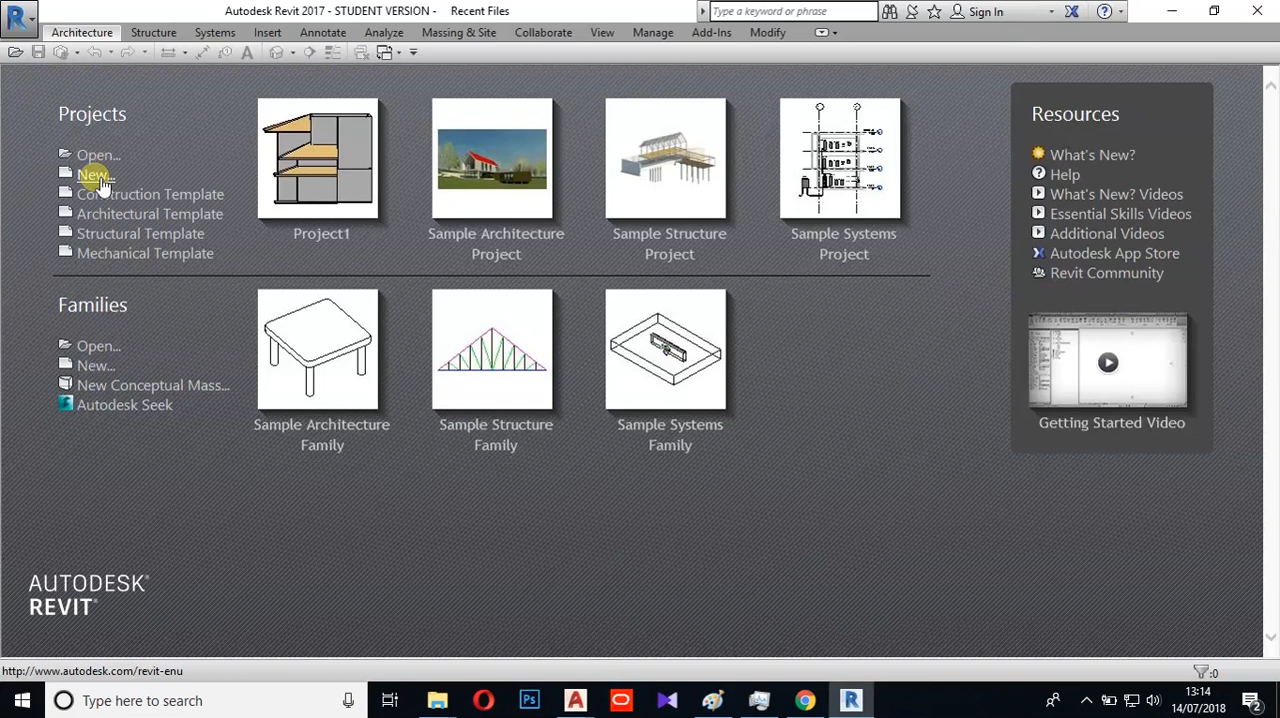 Autodesk Revit 2017 - STUDENT VERSION - Recent Files
Type a keyword or phrase
Sign In
Architecture Structure Systems Insert Annotate Analyze Massing & Site Collaborate View Manage Add-Ins Modify
Projects
Open...
New...
Construction Template
Architectural Template
Structural Template
Mechanical Template
Project1
Sample Architecture
Project
Sample Structure
Project
Sample Systems
Project
Families
Open...
New...
New Conceptual Mass...
Autodesk Seek
Sample Architecture
Family
Sample Structure
Family
Sample Systems
Family
Resources
What's New?
Help
What's New? Videos
Essential Skills Videos
Additional Videos
Autodesk App Store
Revit Community
Getting Started Video
AUTODESK®
REVIT®
http://www.autodesk.com/revit-enu
:0
Type here to search
Ps
A
R
13:14
14/07/2018
2